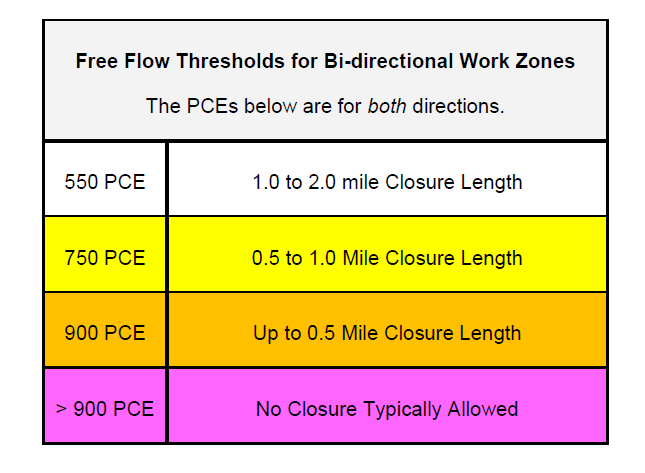 Free Flow Thresholds for Bi-directional Work Zones
The PCEs below are for both directions.
550 PCE 1.0 to 2.0 mile Closure Length
750 PCE 0.5 to 1.0 Mile Closure Length
900 PCE Up to 0.5 Mile Closure Length
> 900 PCE No Closure Typically Allowed